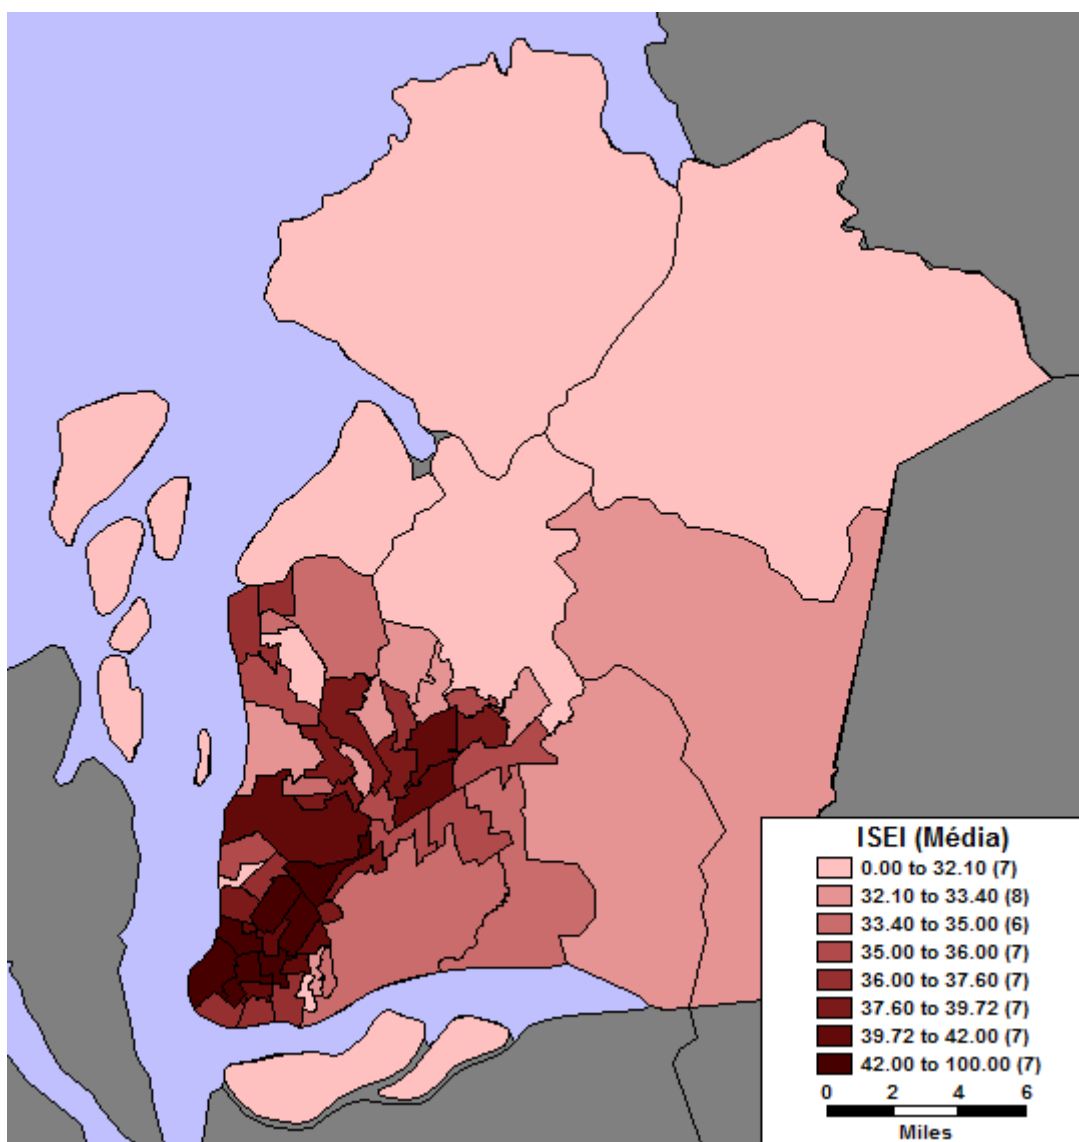 ISEI (Média)
0.00 to 32.10 (7)
32.10 to 33.40 (8)
33.40 to 35.00 (6)
35.00 to 36.00 (7)
36.00 to 37.60 (7)
37.60 to 39.72 (7)
39.72 to 42.00 (7)
42.00 to 100.00 (7)
0 2 4 6
Miles